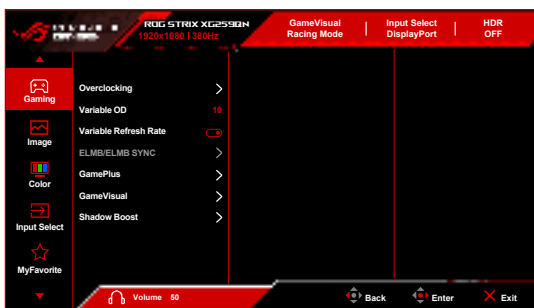 ROG STRIX XG259QN
1920x1080 | 380Hz
GameVisual
Racing Mode
Input Select
DisplayPort
HDR
OFF
Gaming
Image
Color
Input Select
MyFavorite
Overclocking
Variable OD 10
Variable Refresh Rate
ELMB/ELMB SYNC
GamePlus
GameVisual
Shadow Boost
Volume 50
Back
Enter
Exit